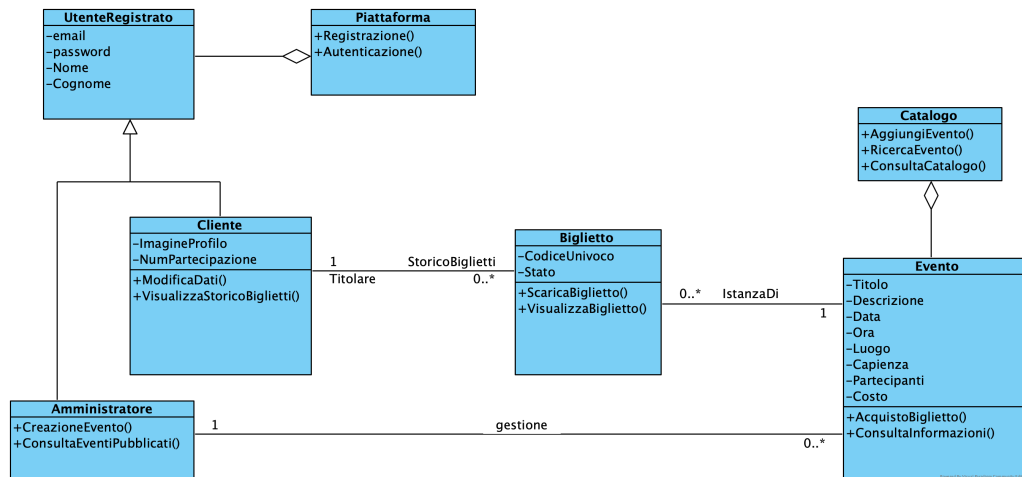 UtenteRegistrato
-email
-password
-Nome
-Cognome
Piattaforma
+Registrazione()
+Autenticazione()
Catalogo
+AggiungiEvento()
+RicercaEvento()
+ConsultaCatalogo()
Cliente
-ImagineProfilo
-NumPartecipazione
+ModificaDati()
+VisualizzaStoricoBiglietti()
1
Titolare
StoricoBiglietti
0..*
Biglietto
-CodiceUnivoco
-Stato
+ScaricaBiglietto()
+VisualizzaBiglietto()
0..*
IstanzaDi
1
Evento
-Titolo
-Descrizione
-Data
-Ora
-Luogo
-Capienza
-Partecipanti
-Costo
+AcquistoBiglietto()
+ConsultaInformazioni()
Amministratore
+CreazioneEvento()
+ConsultaEventiPubblicati()
1
gestione
0..*